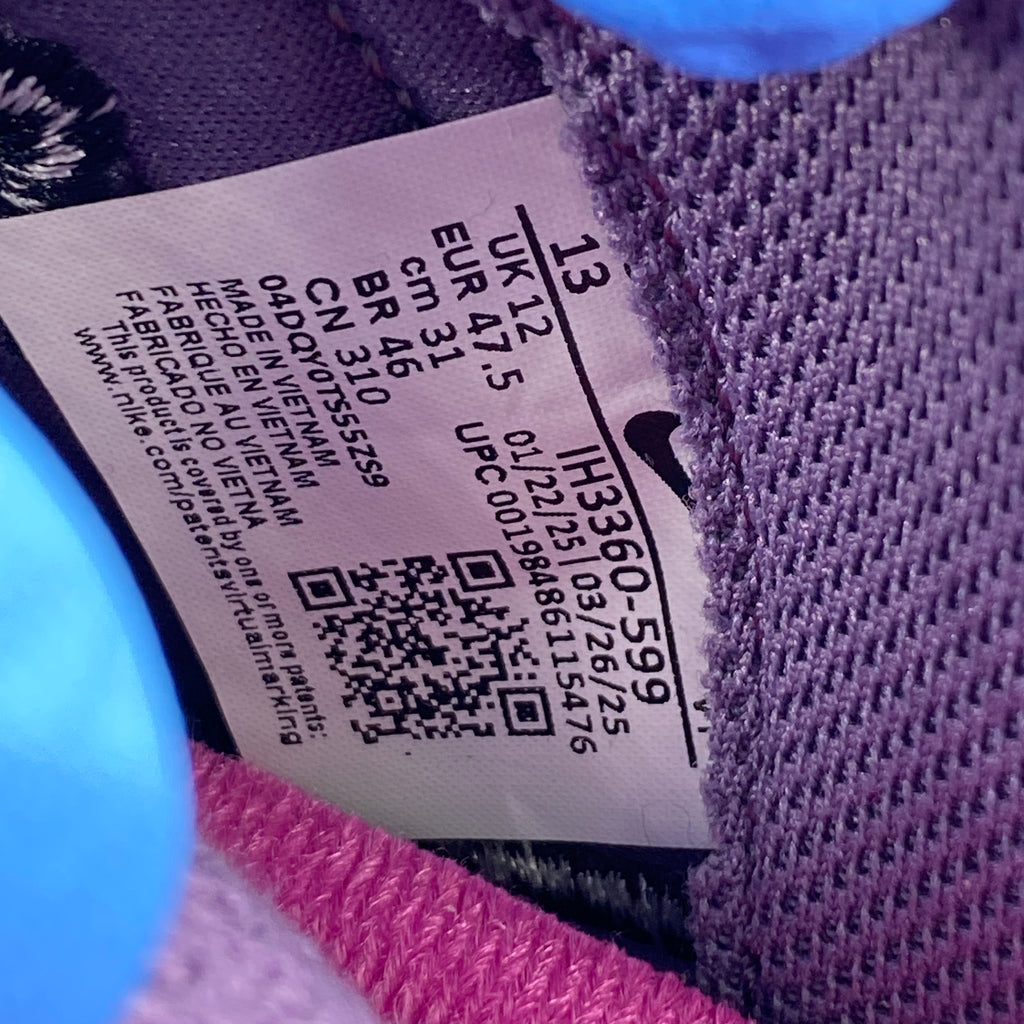 13
UK 12
EUR 47.5
cm 31
BR 46
CN 310
IH3360-599
01/22/25| 03/26/25
UPC 00198486115476
04DQY0TS55ZS9
MADE IN VIETNAM
HECHO EN VIETNAM
FABRIQUE AU VIETNAM
FABRICADO NO VIETNA
This product is covered by one or more patents:
www.nike.com/patentsvirtualmarking